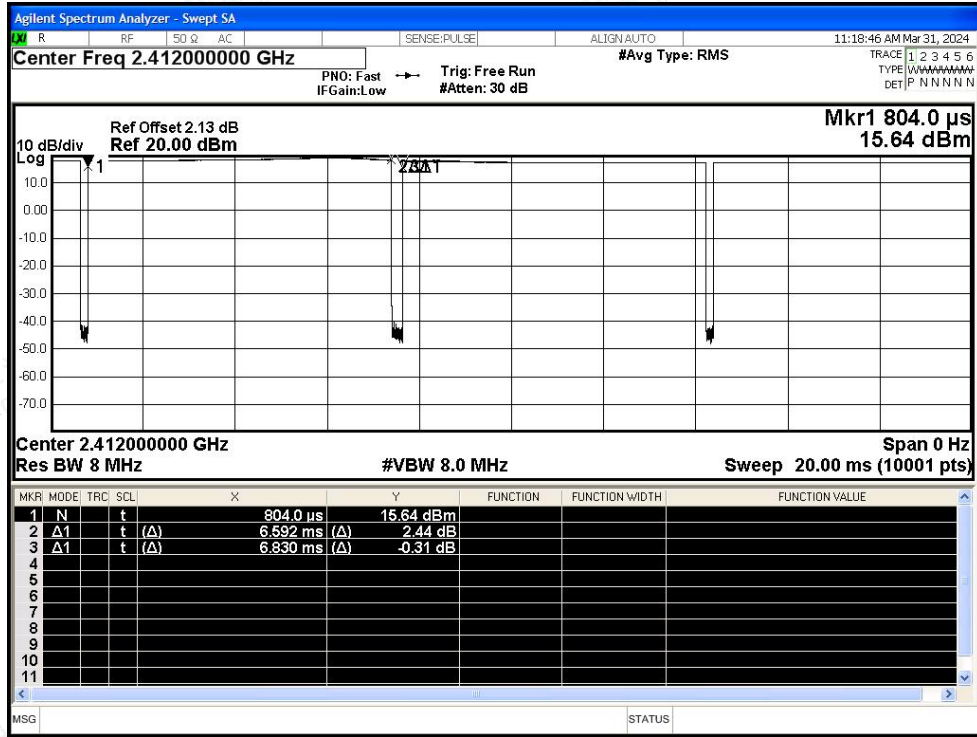 Agilent Spectrum Analyzer - Swept SA
LXI R RF 50 Ω AC SENSE:PULSE ALIGN AUTO 11:18:46 AM Mar 31, 2024
Center Freq 2.412000000 GHz #Avg Type: RMS TRACE 1 2 3 4 5 6
PNO: Fast Trig: Free Run TYPE WWWWWW
IFGain:Low #Atten: 30 dB DET P N N N N N
Mkr1 804.0 µs
Ref Offset 2.13 dB
10 dB/div Ref 20.00 dBm 15.64 dBm
Log
1
2Δ1
3Δ1
10.0
0.00
-10.0
-20.0
-30.0
-40.0
-50.0
-60.0
-70.0
Center 2.412000000 GHz Span 0 Hz
Res BW 8 MHz #VBW 8.0 MHz Sweep 20.00 ms (10001 pts)
MKR MODE TRC SCL X Y FUNCTION FUNCTION WIDTH FUNCTION VALUE
1 N t 804.0 µs 15.64 dBm
2 Δ1 t (Δ) 6.592 ms (Δ) 2.44 dB
3 Δ1 t (Δ) 6.830 ms (Δ) -0.31 dB
4
5
6
7
8
9
10
11
MSG STATUS